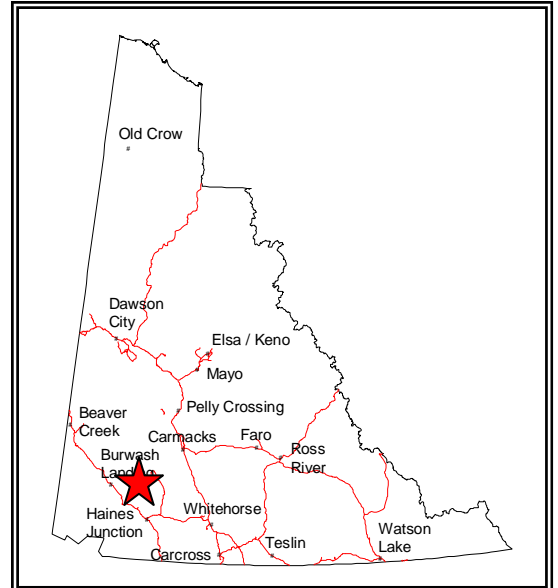 Old Crow
Dawson
City
Elsa / Keno
Mayo
Pelly Crossing
Beaver
Creek
Carmacks
Faro
Burwash
Landing
Ross
River
Haines
Junction
Whitehorse
Watson
Lake
Teslin
Carcross